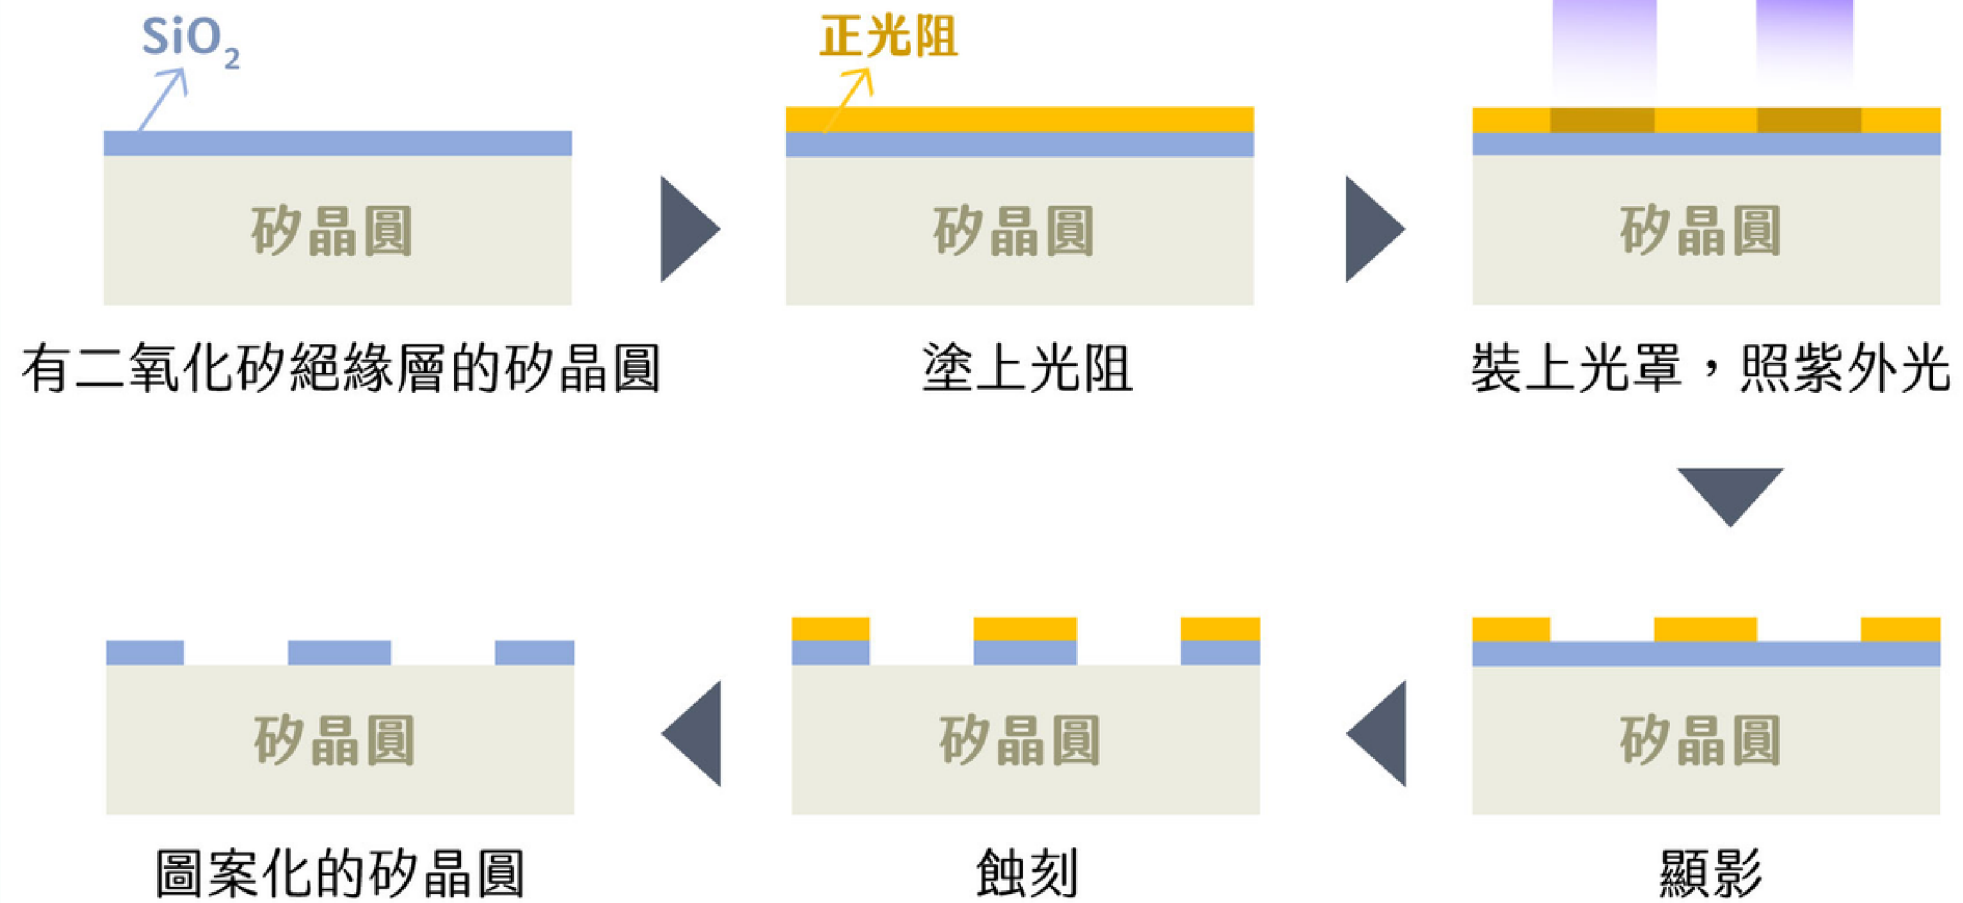 SiO₂
正光阻
矽晶圓
矽晶圓
矽晶圓
有二氧化矽絕緣層的矽晶圓
塗上光阻
裝上光罩，照紫外光
矽晶圓
矽晶圓
矽晶圓
圖案化的矽晶圓
蝕刻
顯影